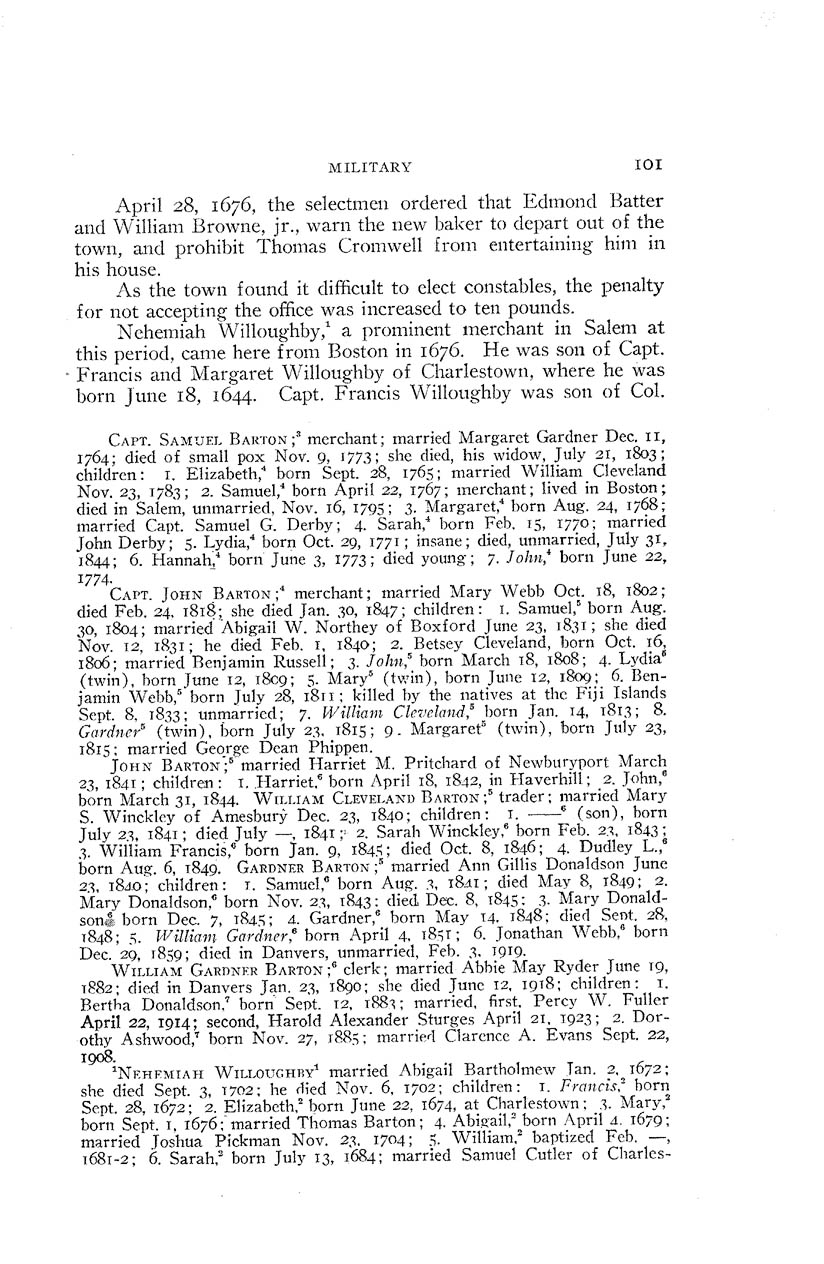 MILITARY 101
April 28, 1676, the selectmen ordered that Edmond Batter
and William Browne, jr., warn the new baker to depart out of the
town, and prohibit Thomas Cromwell from entertaining him in
his house.
As the town found it difficult to elect constables, the penalty
for not accepting the office was increased to ten pounds.
Nehemiah Willoughby,¹ a prominent merchant in Salem at
this period, came here from Boston in 1676. He was son of Capt.
Francis and Margaret Willoughby of Charlestown, where he was
born June 18, 1644. Capt. Francis Willoughby was son of Col.
CAPT. SAMUEL BARTON;³ merchant; married Margaret Gardner Dec. 11,
1764; died of small pox Nov. 9, 1773; she died, his widow, July 21, 1803;
children: 1. Elizabeth,⁴ born Sept. 28, 1765; married William Cleveland
Nov. 23, 1783; 2. Samuel,⁴ born April 22, 1767; merchant; lived in Boston;
died in Salem, unmarried, Nov. 16, 1795; 3. Margaret,⁴ born Aug. 24, 1768;
married Capt. Samuel G. Derby; 4. Sarah,⁴ born Feb. 15, 1770; married
John Derby; 5. Lydia,⁴ born Oct. 29, 1771; insane; died, unmarried, July 31,
1844; 6. Hannah,⁴ born June 3, 1773; died young; 7. John,⁴ born June 22,
1774.
CAPT. JOHN BARTON;⁴ merchant; married Mary Webb Oct. 18, 1802;
died Feb. 24, 1818; she died Jan. 30, 1847; children: 1. Samuel,⁵ born Aug.
30, 1804; married Abigail W. Northey of Boxford June 23, 1831; she died
Nov. 12, 1831; he died Feb. 1, 1840; 2. Betsey Cleveland, born Oct. 16,
1806; married Benjamin Russell; 3. John,⁵ born March 18, 1808; 4. Lydia⁵
(twin), born June 12, 1809; 5. Mary⁵ (twin), born June 12, 1809; 6. Ben-
jamin Webb,⁵ born July 28, 1811; killed by the natives at the Fiji Islands
Sept. 8, 1833; unmarried; 7. William Cleveland,⁵ born Jan. 14, 1813; 8.
Gardner⁵ (twin), born July 23, 1815; 9. Margaret⁵ (twin), born July 23,
1815; married George Dean Phippen.
JOHN BARTON;⁵ married Harriet M. Pritchard of Newburyport March
23, 1841; children: 1. Harriet,⁶ born April 18, 1842, in Haverhill; 2. John,⁶
born March 31, 1844. WILLIAM CLEVELAND BARTON;⁵ trader; married Mary
S. Winckley of Amesbury Dec. 23, 1840; children: 1. ——⁶ (son), born
July 23, 1841; died July —, 1841; 2. Sarah Winckley,⁶ born Feb. 23, 1843;
3. William Francis,⁶ born Jan. 9, 1845; died Oct. 8, 1846; 4. Dudley L.,⁶
born Aug. 6, 1849. GARDNER BARTON;⁵ married Ann Gillis Donaldson June
23, 1840; children: 1. Samuel,⁶ born Aug. 3, 1841; died May 8, 1849; 2.
Mary Donaldson,⁶ born Nov. 23, 1843; died Dec. 8, 1845; 3. Mary Donald-
son,⁶ born Dec. 7, 1845; 4. Gardner,⁶ born May 14, 1848; died Sept. 28,
1848; 5. William Gardner,⁶ born April 4, 1851; 6. Jonathan Webb,⁶ born
Dec. 29, 1859; died in Danvers, unmarried, Feb. 3, 1919.
WILLIAM GARDNER BARTON;⁶ clerk; married Abbie May Ryder June 19,
1882; died in Danvers Jan. 23, 1890; she died June 12, 1918; children: 1.
Bertha Donaldson,⁷ born Sept. 12, 1883; married, first, Percy W. Fuller
April 22, 1914; second, Harold Alexander Sturges April 21, 1923; 2. Dor-
othy Ashwood,⁷ born Nov. 27, 1885; married Clarence A. Evans Sept. 22,
1908.
¹NEHEMIAH WILLOUGHBY¹ married Abigail Bartholmew Jan. 2, 1672;
she died Sept. 3, 1702; he died Nov. 6, 1702; children: 1. Francis,² born
Sept. 28, 1672; 2. Elizabeth,² born June 22, 1674, at Charlestown; 3. Mary,²
born Sept. 1, 1676; married Thomas Barton; 4. Abigail,² born April 4, 1679;
married Joshua Pickman Nov. 23, 1704; 5. William,² baptized Feb. —,
1681-2; 6. Sarah,² born July 13, 1684; married Samuel Cutler of Charles-